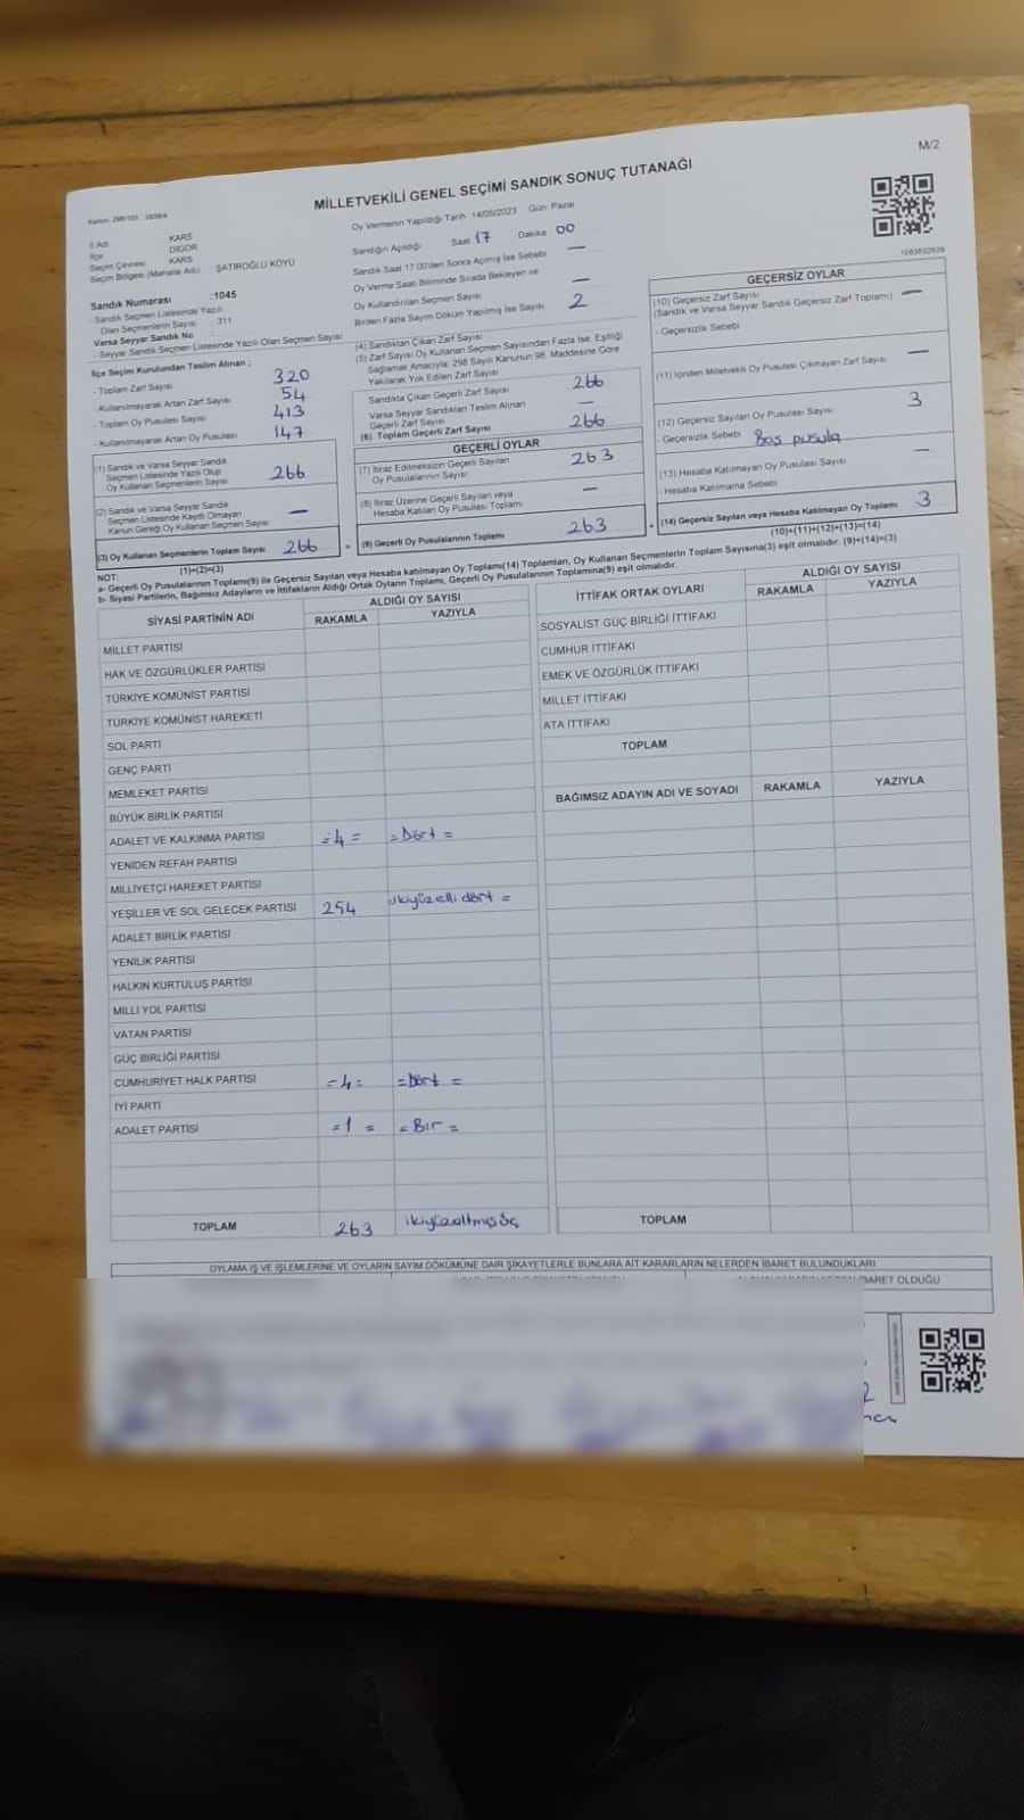 M/2
MİLLETVEKİLİ GENEL SEÇİMİ SANDIK SONUÇ TUTANAĞI
İl Adı KARS
İlçe DİGOR
Seçim Çevresi KARS
Seçim Bölgesi (Mahalle Adı) ŞATIROĞLU KÖYÜ
Sandık Numarası :1045
- Sandık Seçmen Listesinde Yazılı
Olan Seçmenlerin Sayısı : 311
Varsa Seyyar Sandık No
- Seyyar Sandık Seçmen Listesinde Yazılı Olan Seçmen Sayısı
İlçe Seçim Kurulundan Teslim Alınan :
- Toplam Zarf Sayısı 320
- Kullanılmayarak Artan Zarf Sayısı 54
- Toplam Oy Pusulası Sayısı 413
- Kullanılmayarak Artan Oy Pusulası 147
(1) Sandık ve Varsa Seyyar Sandık
Seçmen Listesinde Yazılı Olup
Oy Kullanan Seçmenlerin Sayısı 266
(2) Sandık ve Varsa Seyyar Sandık
Seçmen Listesinde Kayıtlı Olmayan
Kanun Gereği Oy Kullanan Seçmen Sayısı —
(3) Oy Kullanan Seçmenlerin Toplam Sayısı 266
(1)+(2)=(3)
Oy Vermenin Yapıldığı Tarih 14/05/2023 Gün: Pazar
Sandığın Açıldığı Saat 17 Dakika 00
Sandık Saat 17.00'den Sonra Açılmış İse Sebebi —
Oy Verme Saati Bitiminde Sırada Bekleyen ve
Oy Kullandırılan Seçmen Sayısı —
Birden Fazla Sayım Döküm Yapılmış İse Sayısı 2
(4) Sandıktan Çıkan Zarf Sayısı
(5) Zarf Sayısı Oy Kullanan Seçmen Sayısından Fazla İse, Eşitliği
Sağlamak Amacıyla, 298 Sayılı Kanunun 98. Maddesine Göre
Yakılarak Yok Edilen Zarf Sayısı
Sandıkta Çıkan Geçerli Zarf Sayısı 266
Varsa Seyyar Sandıktan Teslim Alınan
Geçerli Zarf Sayısı —
(6) Toplam Geçerli Zarf Sayısı 266
GEÇERLİ OYLAR
(7) İtiraz Edilmeksizin Geçerli Sayılan
Oy Pusulalarının Sayısı 263
(8) İtiraz Üzerine Geçerli Sayılan veya
Hesaba Katılan Oy Pusulası Toplamı —
(9) Geçerli Oy Pusulalarının Toplamı 263
GEÇERSİZ OYLAR
(10) Geçersiz Zarf Sayısı
(Sandık ve Varsa Seyyar Sandık Geçersiz Zarf Toplamı) —
- Geçersizlik Sebebi
(11) İçinden Milletvekili Oy Pusulası Çıkmayan Zarf Sayısı —
(12) Geçersiz Sayılan Oy Pusulası Sayısı 3
- Geçersizlik Sebebi Boş pusula
(13) Hesaba Katılmayan Oy Pusulası Sayısı —
- Hesaba Katılmama Sebebi
(14) Geçersiz Sayılan veya Hesaba Katılmayan Oy Toplamı 3
(10)+(11)+(12)+(13)=(14)
NOT:
a- Geçerli Oy Pusulalarının Toplamı(9) ile Geçersiz Sayılan veya Hesaba katılmayan Oy Toplamı(14) Toplamları, Oy Kullanan Seçmenlerin Toplam Sayısına(3) eşit olmalıdır. (9)+(14)=(3)
b- Siyasi Partilerin, Bağımsız Adayların ve İttifakların Aldığı Ortak Oyların Toplamı, Geçerli Oy Pusulalarının Toplamına(9) eşit olmalıdır.
SİYASİ PARTİNİN ADI ALDIĞI OY SAYISI
RAKAMLA YAZIYLA
MİLLET PARTİSİ
HAK VE ÖZGÜRLÜKLER PARTİSİ
TÜRKİYE KOMÜNİST PARTİSİ
TÜRKİYE KOMÜNİST HAREKETİ
SOL PARTİ
GENÇ PARTİ
MEMLEKET PARTİSİ
BÜYÜK BİRLİK PARTİSİ
ADALET VE KALKINMA PARTİSİ =4= =Dört=
YENİDEN REFAH PARTİSİ
MİLLİYETÇİ HAREKET PARTİSİ
YEŞİLLER VE SOL GELECEK PARTİSİ 254 ikiyüzellidört =
ADALET BİRLİK PARTİSİ
YENİLİK PARTİSİ
HALKIN KURTULUŞ PARTİSİ
MİLLİ YOL PARTİSİ
VATAN PARTİSİ
GÜÇ BİRLİĞİ PARTİSİ
CUMHURİYET HALK PARTİSİ =4= =Dört=
İYİ PARTİ
ADALET PARTİSİ =1= =Bir=
TOPLAM 263 ikiyüzaltmışüç
İTTİFAK ORTAK OYLARI ALDIĞI OY SAYISI
RAKAMLA YAZIYLA
SOSYALİST GÜÇ BİRLİĞİ İTTİFAKI
CUMHUR İTTİFAKI
EMEK VE ÖZGÜRLÜK İTTİFAKI
MİLLET İTTİFAKI
ATA İTTİFAKI
TOPLAM
BAĞIMSIZ ADAYIN ADI VE SOYADI RAKAMLA YAZIYLA
TOPLAM
OYLAMA İŞ VE İŞLEMLERİNE VE OYLARIN SAYIM DÖKÜMÜNE DAİR ŞİKAYETLERLE BUNLARA AİT KARARLARIN NELERDEN İBARET BULUNDUKLARI
İBARET OLDUĞU